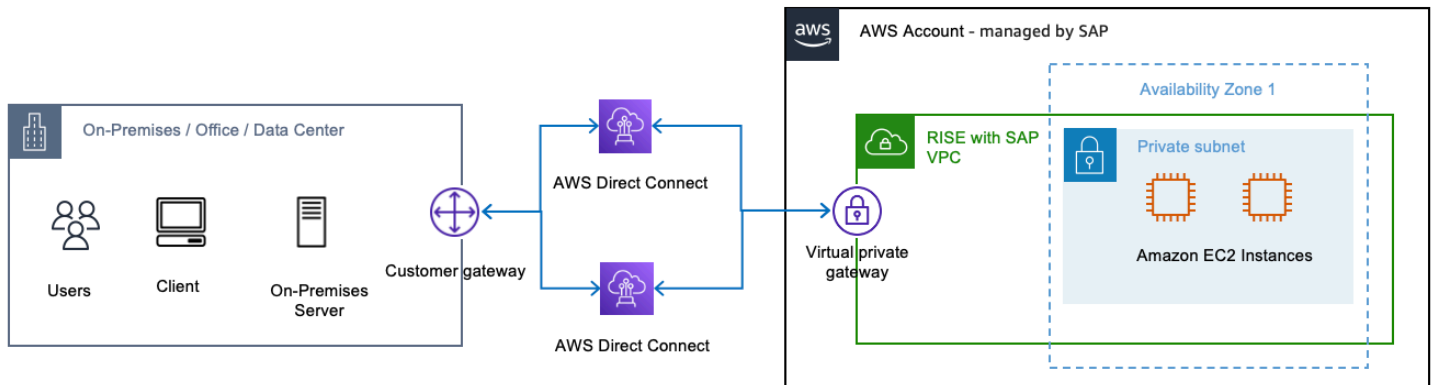 aws
AWS Account - managed by SAP
Availability Zone 1
On-Premises / Office / Data Center
RISE with SAP
VPC
Private subnet
AWS Direct Connect
Users
Client
On-Premises
Server
Customer gateway
Virtual private
gateway
Amazon EC2 Instances
AWS Direct Connect